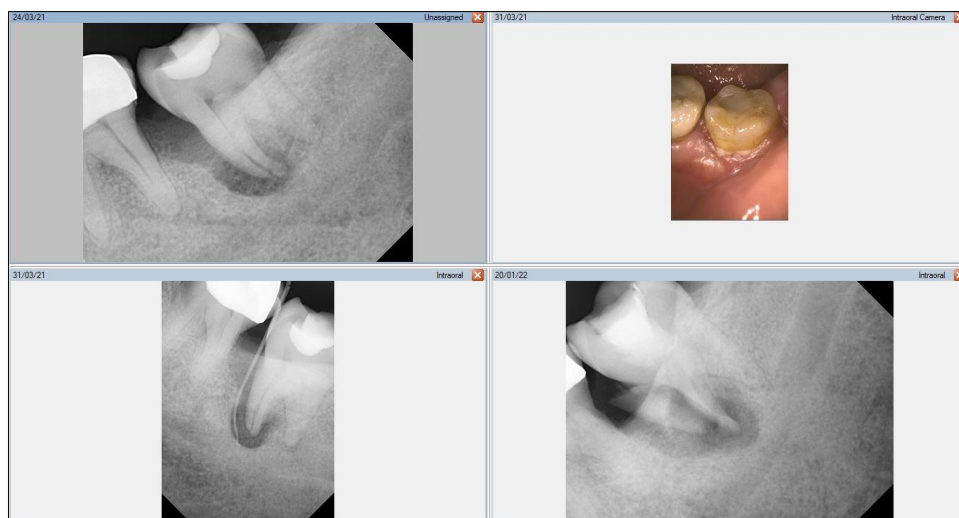 24/03/21 Unassigned
31/03/21 Intraoral Camera
31/03/21 Intraoral
20/01/22 Intraoral